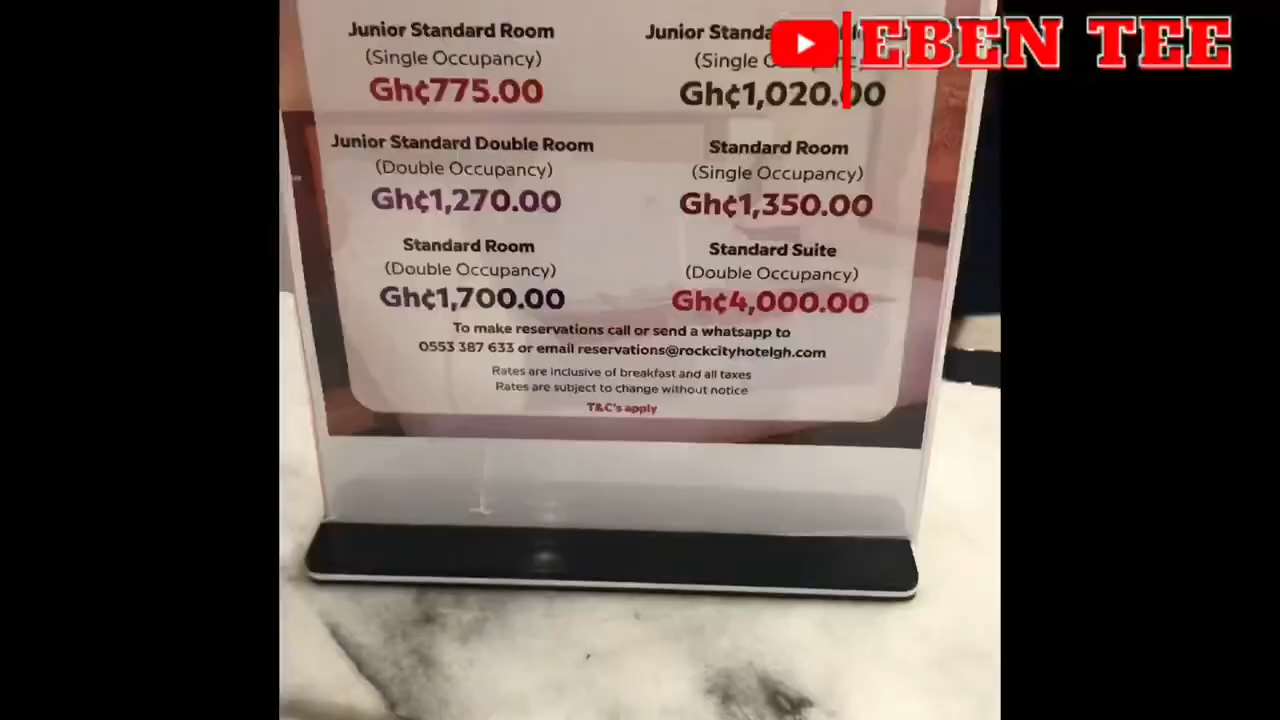 EBEN TEE
Junior Standard Room
(Single Occupancy)
Gh¢775.00
Junior
(Single
Gh¢1,020.00
Junior Standard Double Room
(Double Occupancy)
Gh¢1,270.00
Standard Room
(Single Occupancy)
Gh¢1,350.00
Standard Room
(Double Occupancy)
Gh¢1,700.00
Standard Suite
(Double Occupancy)
Gh¢4,000.00
To make reservations call or send a whatsapp to
0553 387 633 or email reservations@rockcityhotelgh.com
Rates are inclusive of breakfast and all taxes
Rates are subject to change without notice
T&C's apply